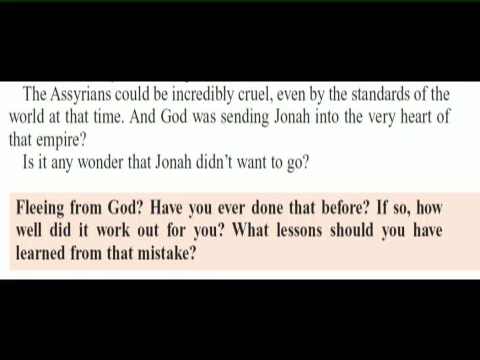 The Assyrians could be incredibly cruel, even by the standards of the
world at that time. And God was sending Jonah into the very heart of
that empire?
Is it any wonder that Jonah didn't want to go?
Fleeing from God? Have you ever done that before? If so, how
well did it work out for you? What lessons should you have
learned from that mistake?